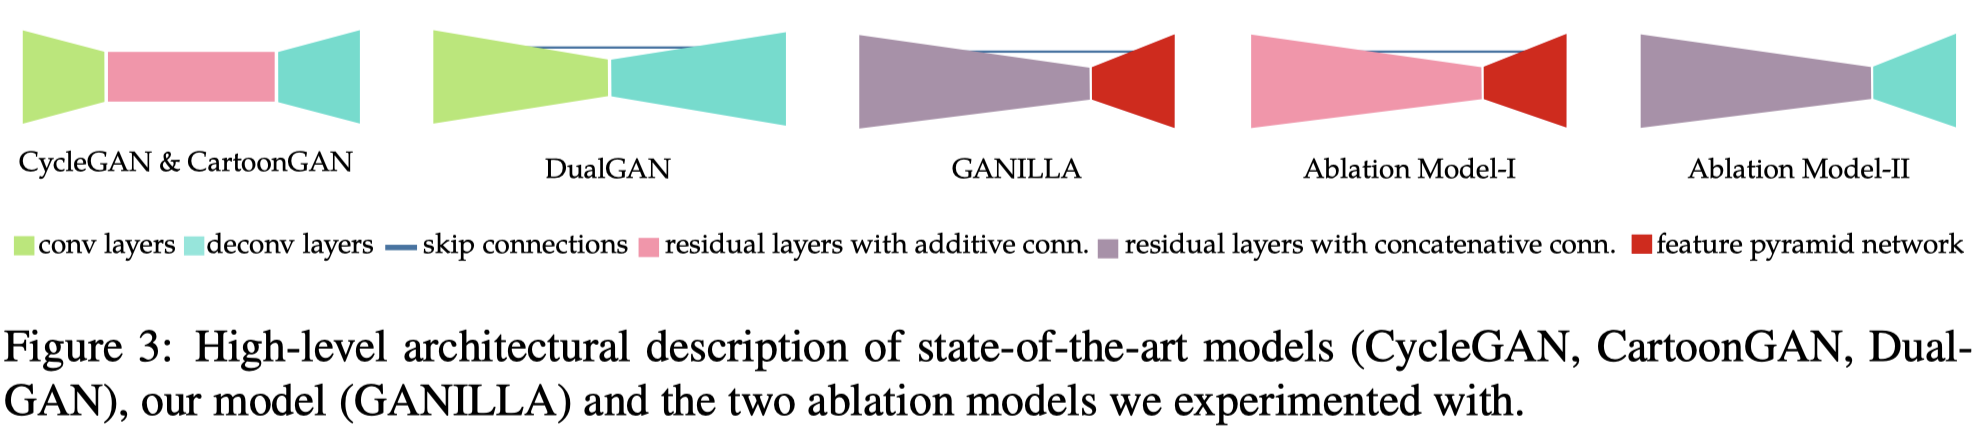 CycleGAN & CartoonGAN
DualGAN
GANILLA
Ablation Model-I
Ablation Model-II
conv layers deconv layers skip connections residual layers with additive conn. residual layers with concatenative conn. feature pyramid network
Figure 3: High-level architectural description of state-of-the-art models (CycleGAN, CartoonGAN, Dual-
GAN), our model (GANILLA) and the two ablation models we experimented with.